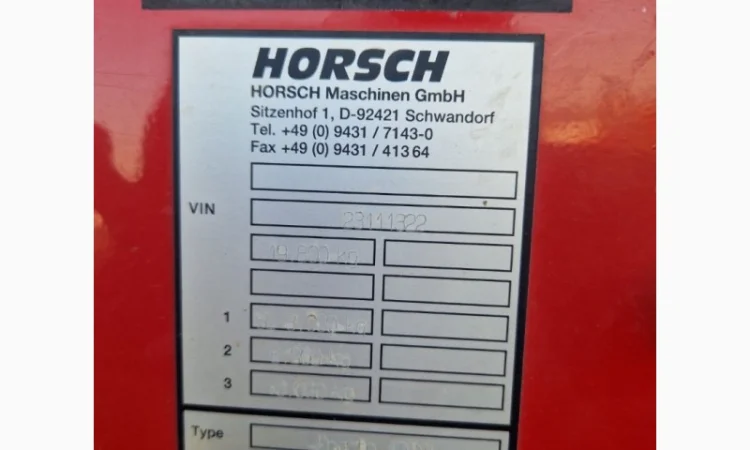 HORSCH
HORSCH Maschinen GmbH
Sitzenhof 1, D-92421 Schwandorf
Tel. +49 (0) 9431 / 7143-0
Fax +49 (0) 9431 / 41364
VIN 23111322
kg
1
2
3
Type